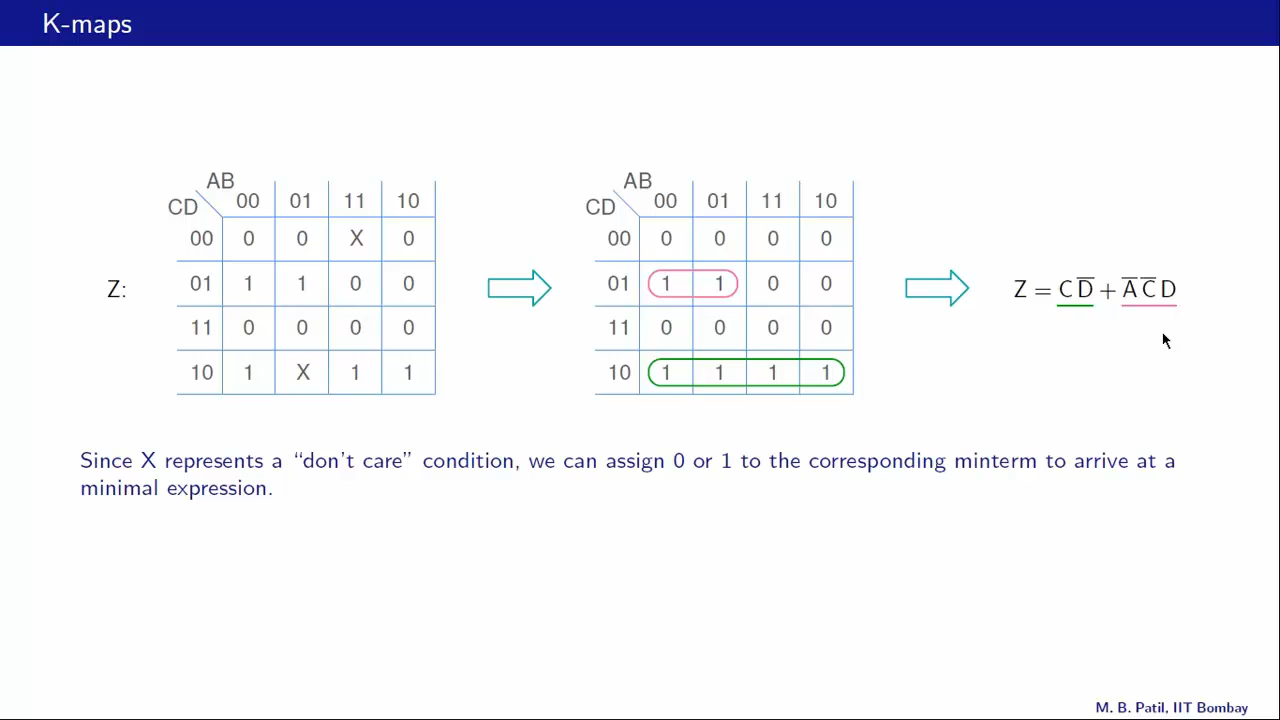 K-maps
AB AB
CD 00 01 11 10 CD 00 01 11 10
00 0 0 X 0 00 0 0 0 0
Z: 01 1 1 0 0 01 1 1 0 0 Z = C D̅ + A̅ C̅ D
11 0 0 0 0 11 0 0 0 0
10 1 X 1 1 10 1 1 1 1
Since X represents a “don't care” condition, we can assign 0 or 1 to the corresponding minterm to arrive at a
minimal expression.
M. B. Patil, IIT Bombay